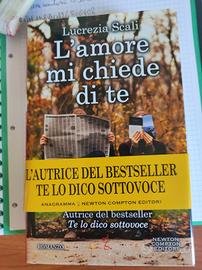 Lucrezia Scali
L'amore
mi chiede
di te
L'AUTRICE DEL BESTSELLER
TE LO DICO SOTTOVOCE
ANAGRAMMA NEWTON COMPTON EDITORI
Autrice del bestseller
Te lo dico sottovoce
ROMANZO
NEWTON
COMPTON
EDITORI